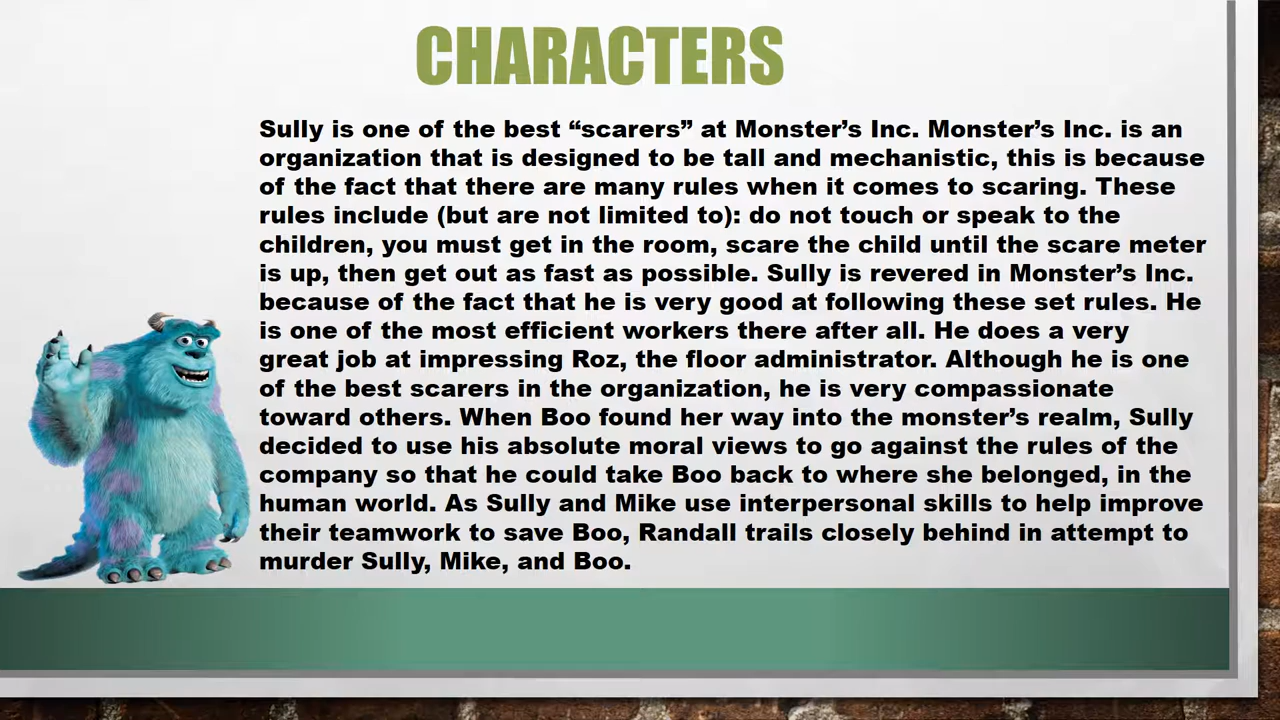 CHARACTERS
Sully is one of the best “scarers” at Monster’s Inc. Monster’s Inc. is an
organization that is designed to be tall and mechanistic, this is because
of the fact that there are many rules when it comes to scaring. These
rules include (but are not limited to): do not touch or speak to the
children, you must get in the room, scare the child until the scare meter
is up, then get out as fast as possible. Sully is revered in Monster’s Inc.
because of the fact that he is very good at following these set rules. He
is one of the most efficient workers there after all. He does a very
great job at impressing Roz, the floor administrator. Although he is one
of the best scarers in the organization, he is very compassionate
toward others. When Boo found her way into the monster’s realm, Sully
decided to use his absolute moral views to go against the rules of the
company so that he could take Boo back to where she belonged, in the
human world. As Sully and Mike use interpersonal skills to help improve
their teamwork to save Boo, Randall trails closely behind in attempt to
murder Sully, Mike, and Boo.